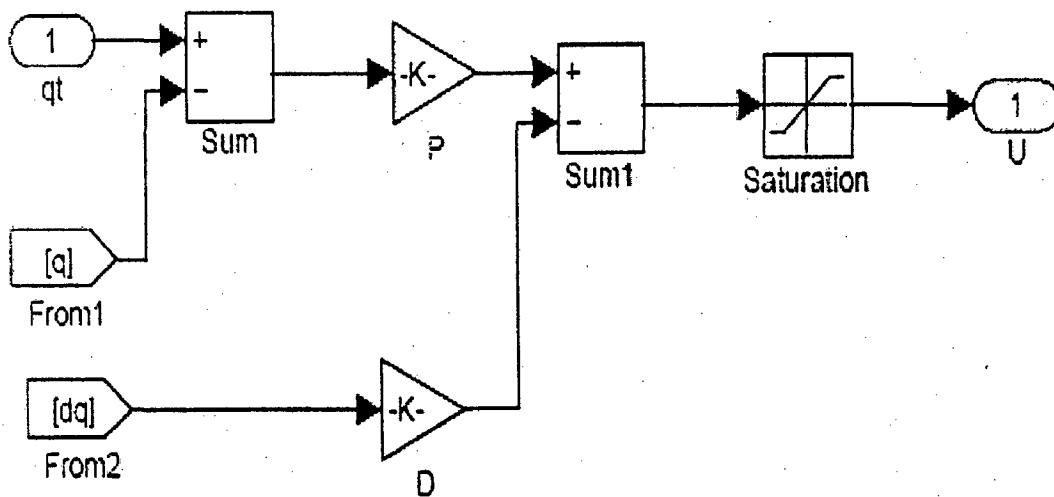 1
qt
+
−
Sum
-K-
P
+
−
Sum1
Saturation
1
U
[q]
From1
[dq]
From2
-K-
D